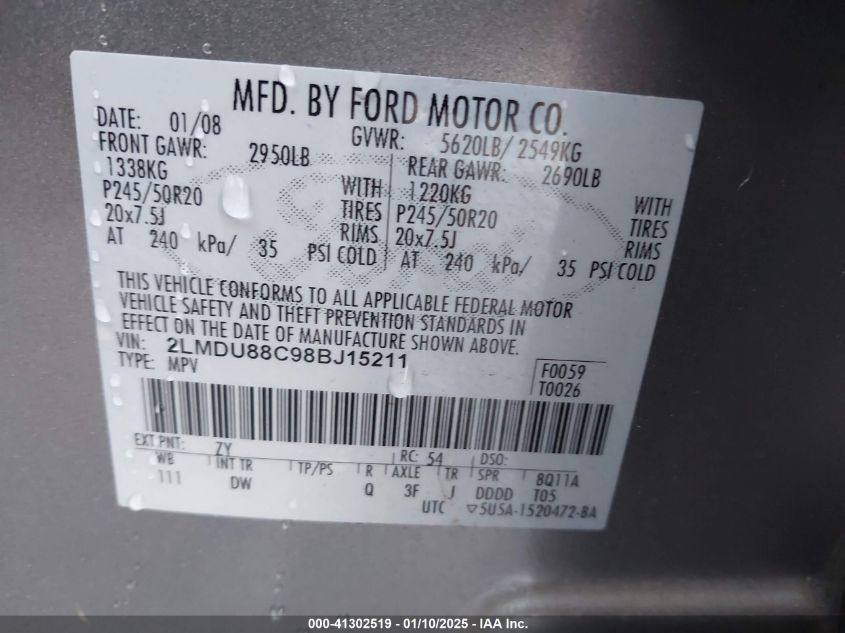 MFD. BY FORD MOTOR CO.
DATE: 01/08 GVWR: 5620LB/ 2549KG
FRONT GAWR: 2950LB REAR GAWR: 2690LB
1338KG WITH 1220KG WITH
P245/50R20 TIRES P245/50R20 TIRES
20x7.5J RIMS 20x7.5J RIMS
AT 240 kPa/ 35 PSI COLD AT 240 kPa/ 35 PSI COLD
THIS VEHICLE CONFORMS TO ALL APPLICABLE FEDERAL MOTOR
VEHICLE SAFETY AND THEFT PREVENTION STANDARDS IN
EFFECT ON THE DATE OF MANUFACTURE SHOWN ABOVE.
VIN: 2LMDU88C98BJ15211 F0059
TYPE: MPV T0026
EXT PNT: ZY RC: 54 DSO:
WB INT TR TP/PS R AXLE TR SPR 8Q11A
111 DW Q 3F J DDDD T05
UTC ▽5U5A-1520472-BA
000-41302519 - 01/10/2025 - IAA Inc.